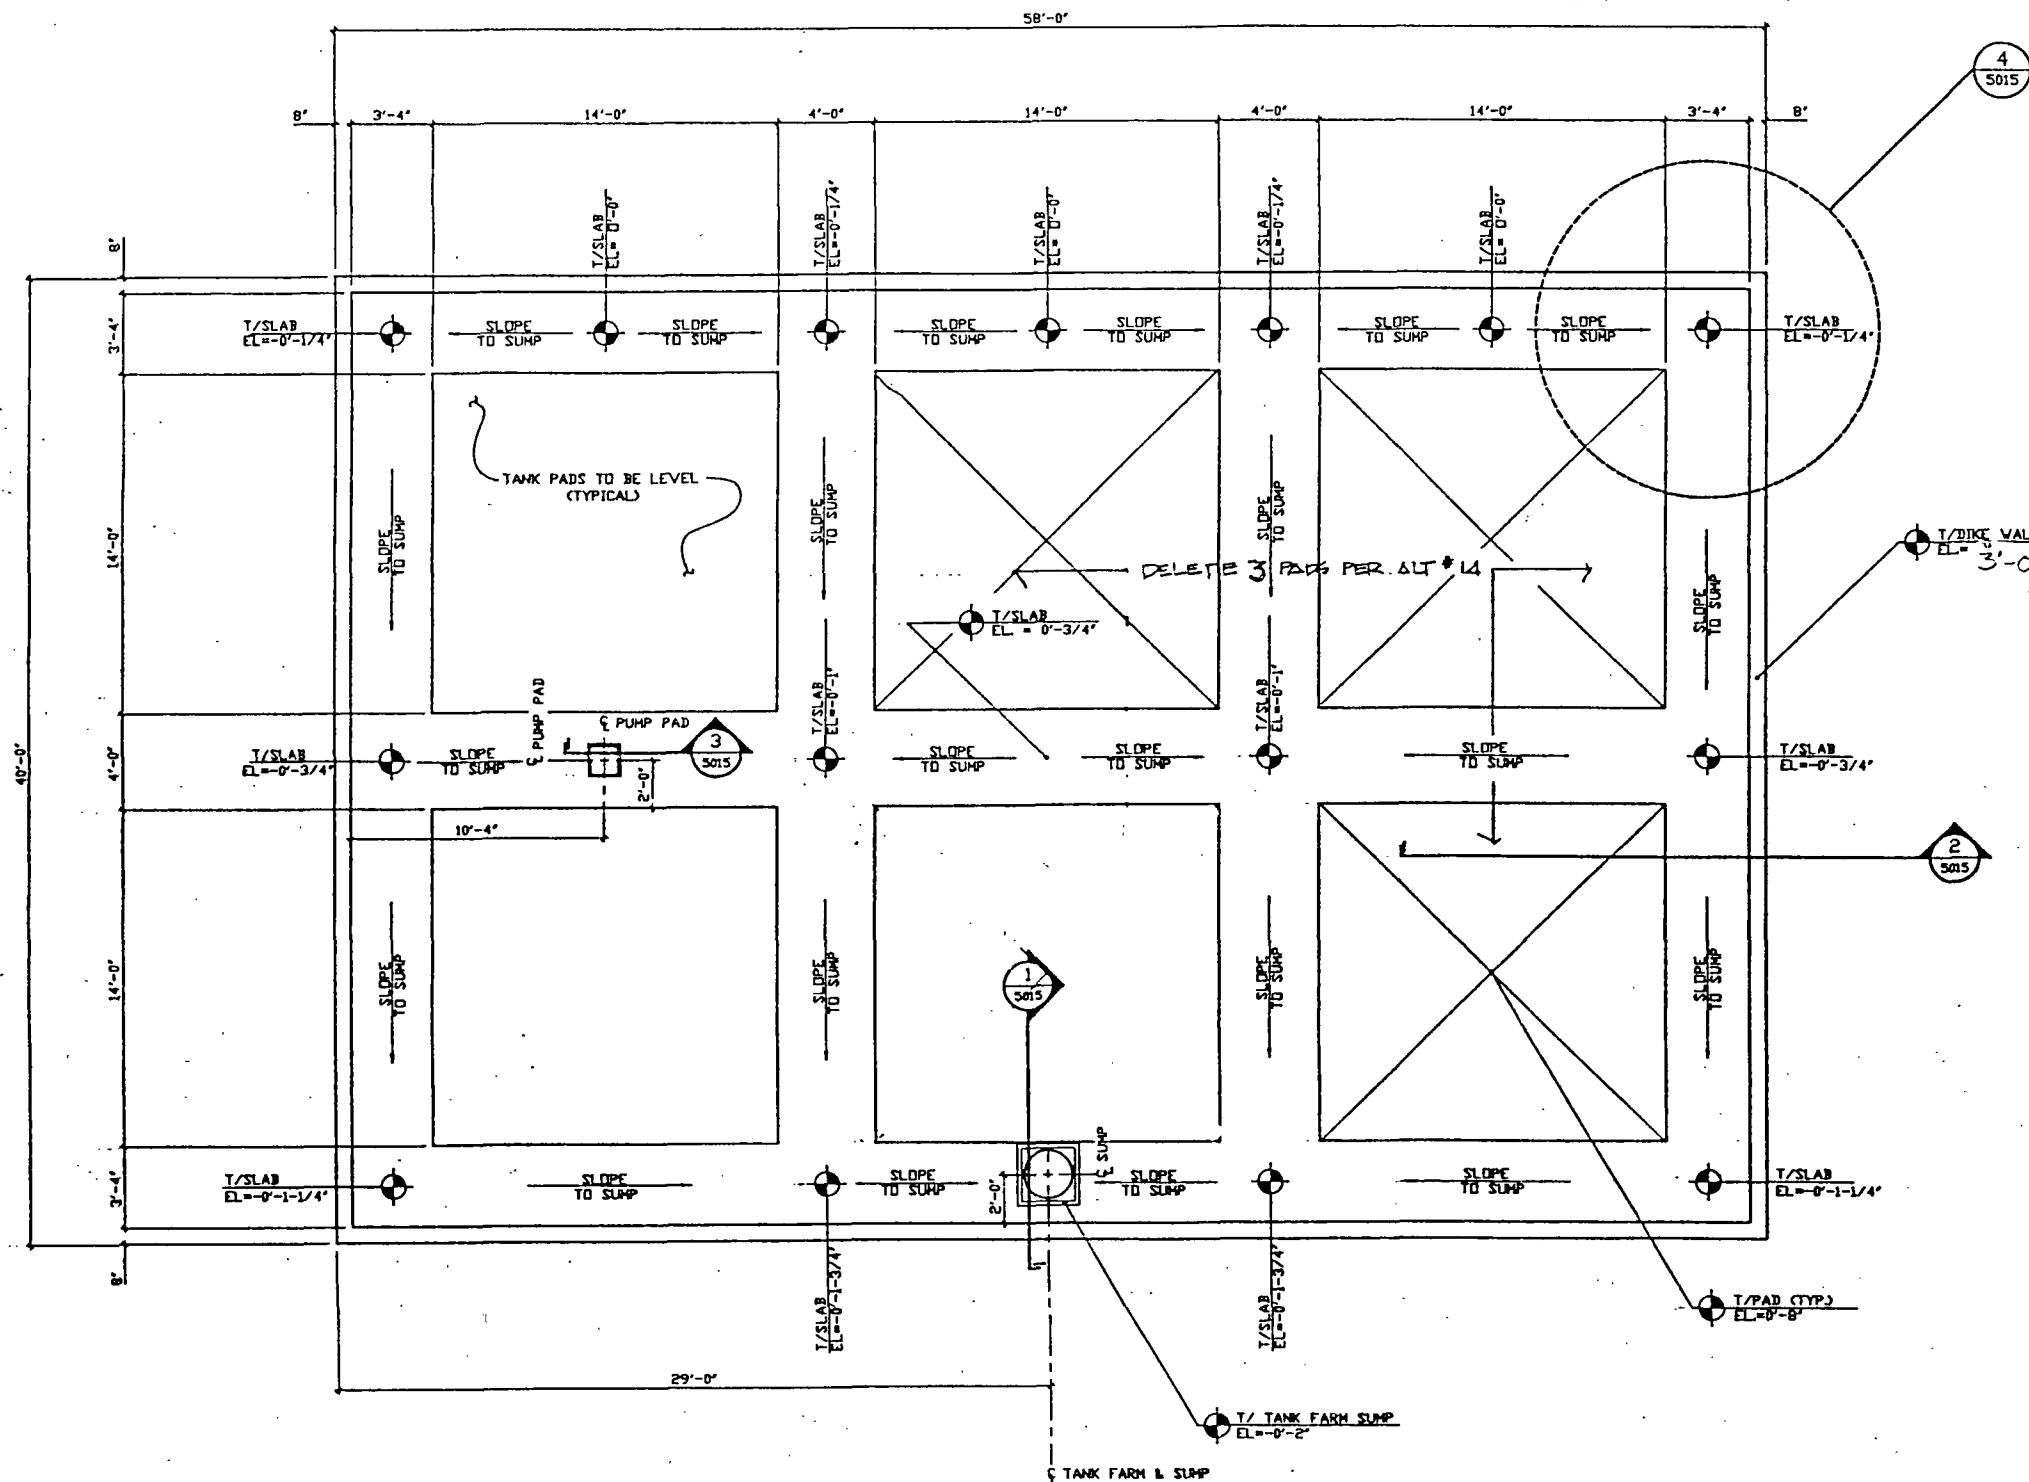 58'-0"
4
5015
8"
3'-4"
14'-0"
4'-0"
14'-0"
4'-0"
14'-0"
3'-4"
8"
T/SLAB
EL= 0'-0"
T/SLAB
EL=-0'-1/4"
T/SLAB
EL= 0'-0"
T/SLAB
EL=-0'-1/4"
T/SLAB
EL= 0'-0"
8"
3'-4"
T/SLAB
EL=-0'-1/4"
SLOPE
TO SUMP
SLOPE
TO SUMP
SLOPE
TO SUMP
SLOPE
TO SUMP
SLOPE
TO SUMP
SLOPE
TO SUMP
T/SLAB
EL=-0'-1/4"
TANK PADS TO BE LEVEL
(TYPICAL)
14'-0"
SLOPE
TO SUMP
SLOPE
TO SUMP
SLOPE
TO SUMP
SLOPE
TO SUMP
T/DIKE WAL
EL= 3'-0
DELETE 3 PADS PER. ALT #14
T/SLAB
EL = 0'-3/4"
T/SLAB
EL=-0'-1"
T/SLAB
EL=-0'-1"
℄ PUMP PAD
℄ PUMP PAD
3
5015
40'-0"
4'-0"
T/SLAB
EL=-0'-3/4"
SLOPE
TO SUMP
SLOPE
TO SUMP
SLOPE
TO SUMP
SLOPE
TO SUMP
T/SLAB
EL=-0'-3/4"
2'-0"
10'-4"
2
5015
14'-0"
SLOPE
TO SUMP
SLOPE
TO SUMP
1
5015
SLOPE
TO SUMP
SLOPE
TO SUMP
3'-4"
T/SLAB
EL=-0'-1-1/4"
SLOPE
TO SUMP
SLOPE
TO SUMP
℄ SUMP
2'-0"
SLOPE
TO SUMP
SLOPE
TO SUMP
T/SLAB
EL=-0'-1-1/4"
8"
T/SLAB
EL=-0'-1-3/4"
T/SLAB
EL=-0'-1-3/4"
T/PAD (TYP.)
EL=0'-8"
29'-0"
T/ TANK FARM SUMP
EL=-0'-2"
℄ TANK FARM & SUMP